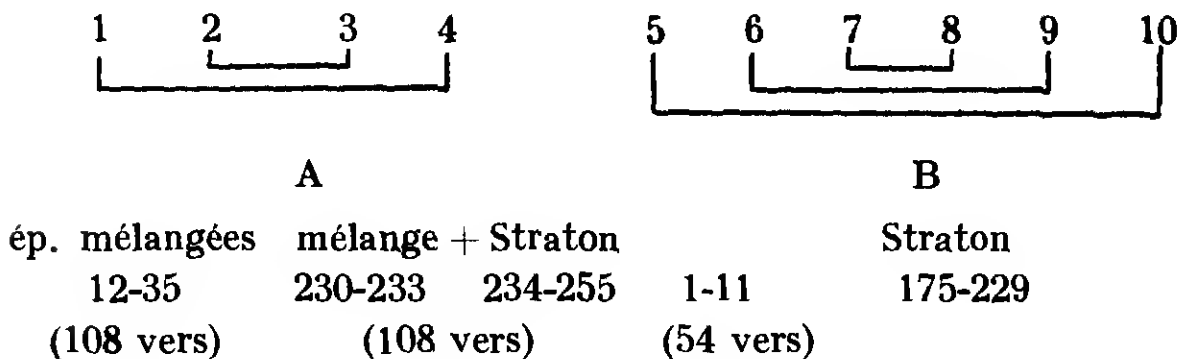 1 2 3 4 5 6 7 8 9 10
A B
ép. mélangées mélange + Straton Straton
12-35 230-233 234-255 1-11 175-229
(108 vers) (108 vers) (54 vers)